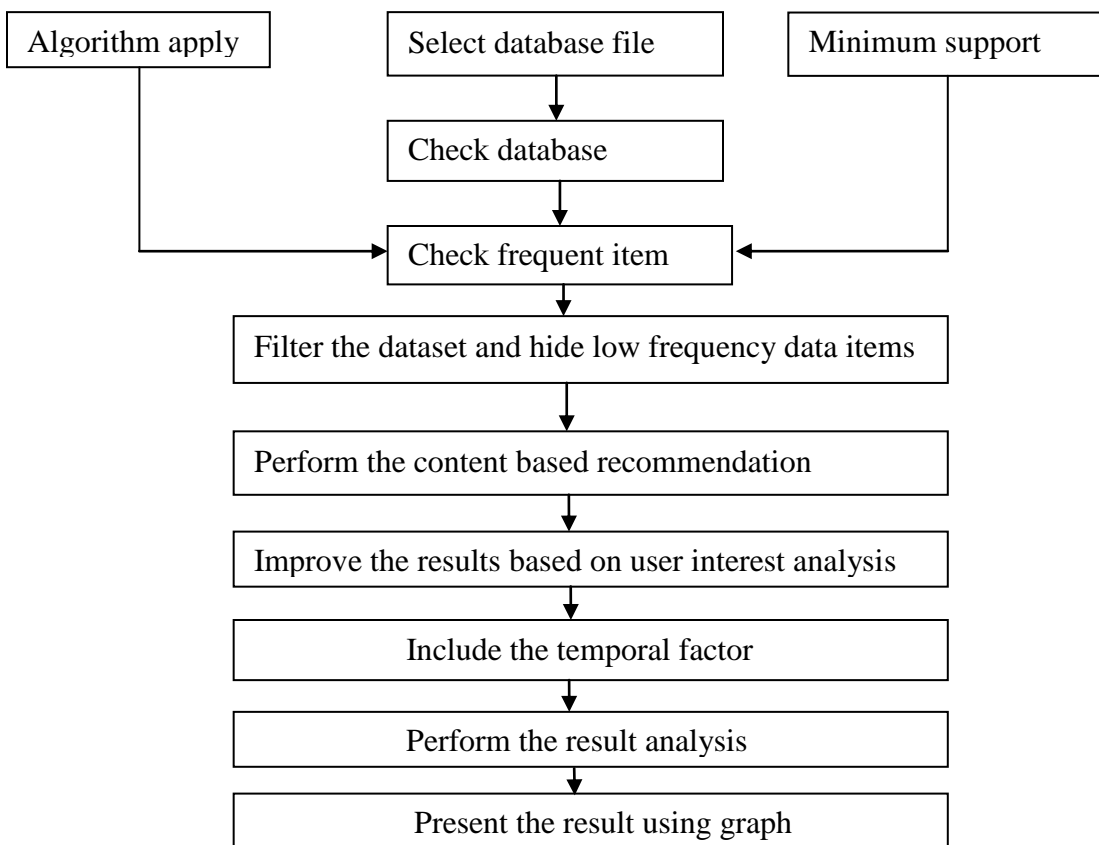 Algorithm apply
Select database file
Minimum support
Check database
Check frequent item
Filter the dataset and hide low frequency data items
Perform the content based recommendation
Improve the results based on user interest analysis
Include the temporal factor
Perform the result analysis
Present the result using graph